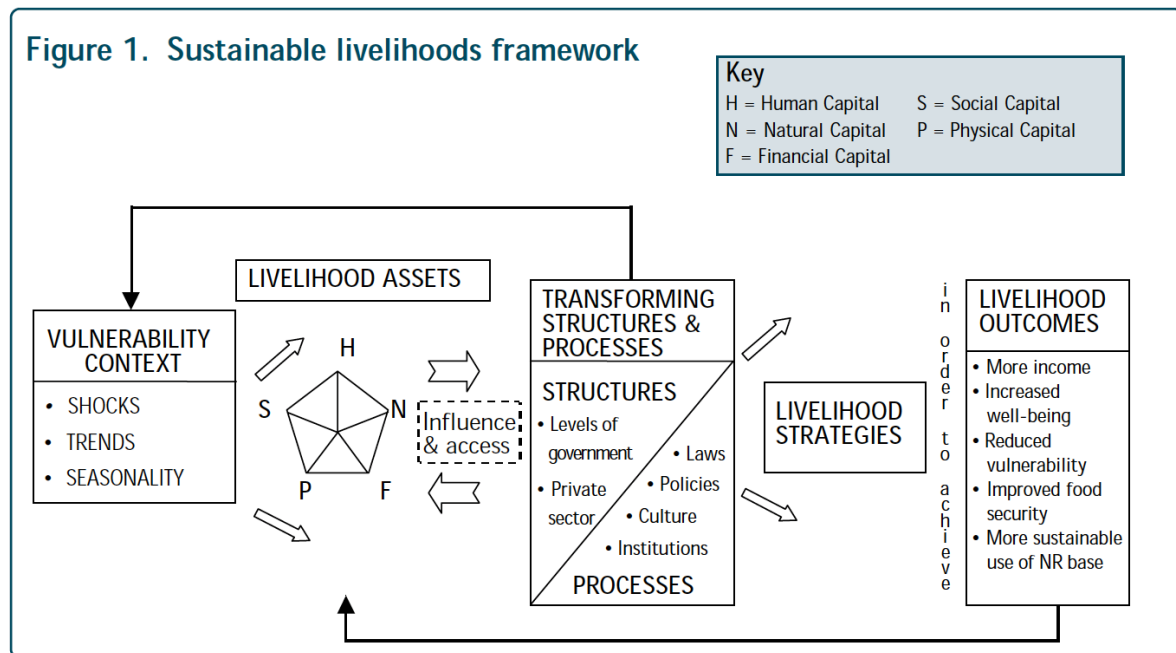 Figure 1. Sustainable livelihoods framework
Key
H = Human Capital
S = Social Capital
N = Natural Capital
P = Physical Capital
F = Financial Capital
VULNERABILITY
CONTEXT
• SHOCKS
• TRENDS
• SEASONALITY
LIVELIHOOD ASSETS
H
S
N
P
F
Influence
& access
TRANSFORMING
STRUCTURES &
PROCESSES
STRUCTURES
• Levels of
government
• Private
sector
• Laws
• Policies
• Culture
• Institutions
PROCESSES
LIVELIHOOD
STRATEGIES
in order to achieve
LIVELIHOOD
OUTCOMES
• More income
• Increased
well-being
• Reduced
vulnerability
• Improved food
security
• More sustainable
use of NR base